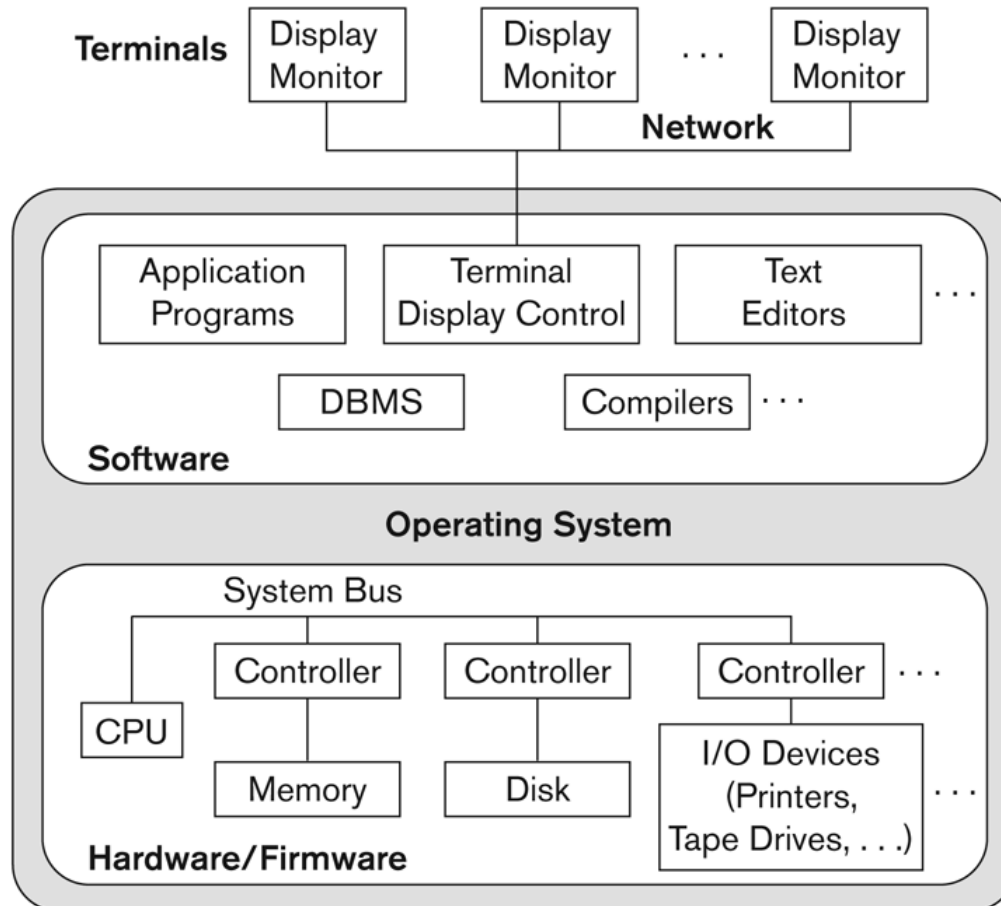 Terminals
Display
Monitor
Display
Monitor
. . .
Display
Monitor
Network
Application
Programs
Terminal
Display Control
Text
Editors
. . .
DBMS
Compilers
. . .
Software
Operating System
System Bus
Controller
Controller
Controller
. . .
CPU
Memory
Disk
I/O Devices
(Printers,
Tape Drives, . . .)
. . .
Hardware/Firmware